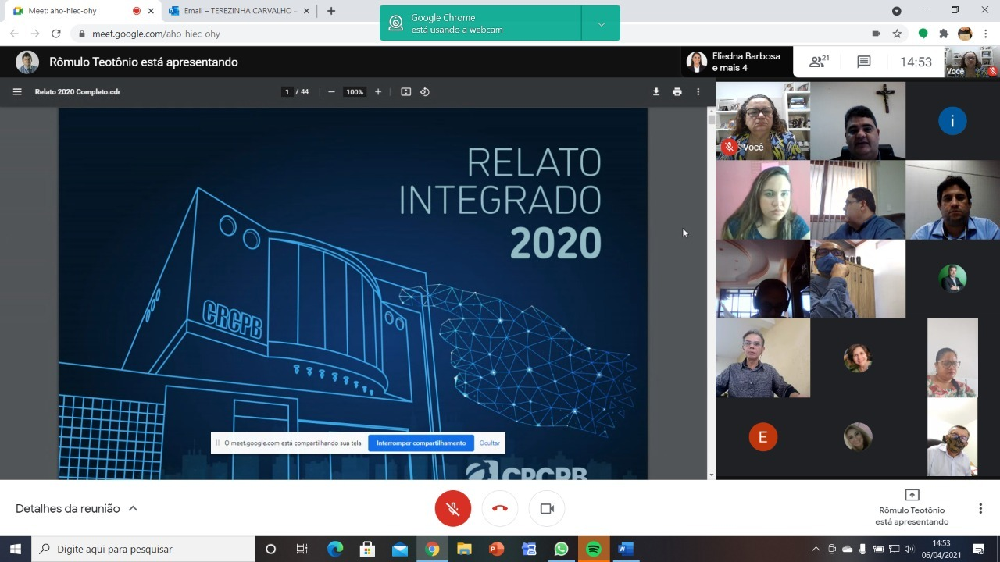 Meet: aho-hiec-ohy
Email – TEREZINHA CARVALHO –
meet.google.com/aho-hiec-ohy
Google Chrome
está usando a webcam
Rômulo Teotônio está apresentando
Eliedna Barbosa
e mais 4
21
14:53
Você
Relato 2020 Completo.cdr
1 / 44
100%
RELATO
INTEGRADO
2020
CRCPB
Você
i
E
O meet.google.com está compartilhando sua tela.
Interromper compartilhamento
Ocultar
CRCPB
Detalhes da reunião
Rômulo Teotônio
está apresentando
Digite aqui para pesquisar
14:53
06/04/2021